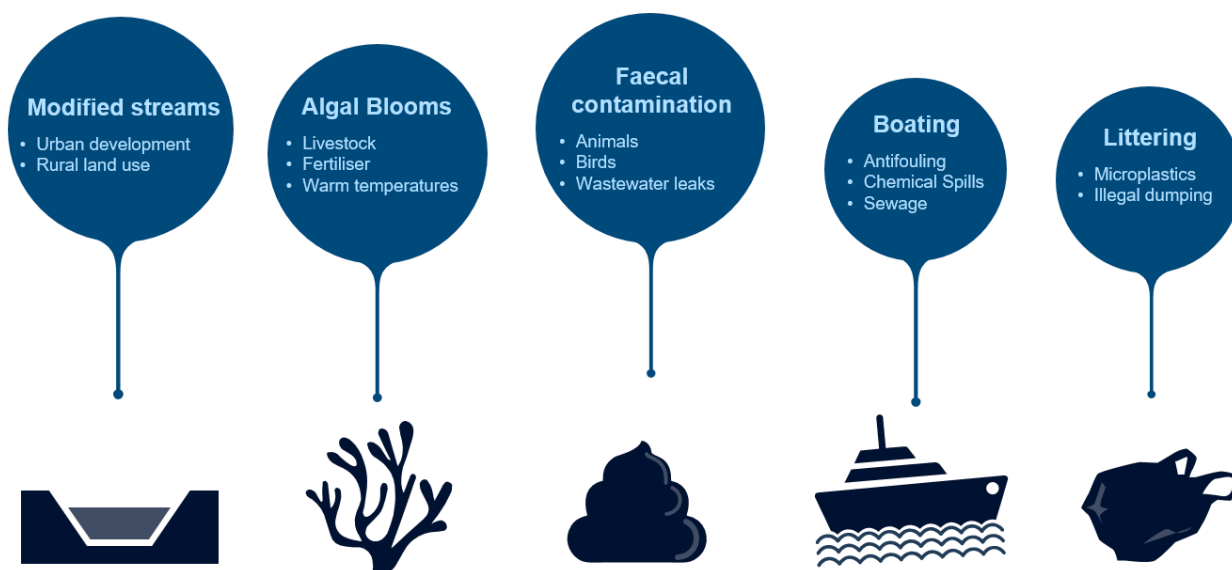 Modified streams
• Urban development
• Rural land use
Algal Blooms
• Livestock
• Fertiliser
• Warm temperatures
Faecal
contamination
• Animals
• Birds
• Wastewater leaks
Boating
• Antifouling
• Chemical Spills
• Sewage
Littering
• Microplastics
• Illegal dumping